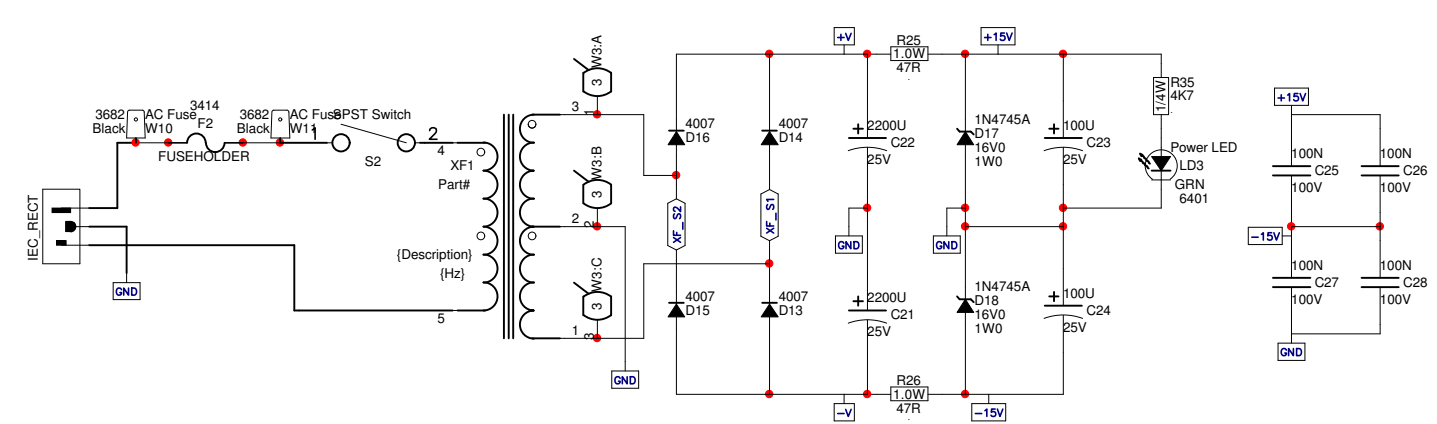 3682
Black
AC Fuse
W10
3414
F2
FUSEHOLDER
3682
Black
AC Fuse
W11
1
SPST Switch
S2
2
4
XF1
Part#
{Description}
{Hz}
5
IEC_RECT
GND
W3:A
3
3
1
W3:B
3
2
2
W3:C
3
1
3
GND
4007
D16
4007
D14
XF_S2
XF_S1
4007
D15
4007
D13
+V
R25
1.0W
47R
+15V
2200U
C22
25V
GND
1N4745A
D17
16V0
1W0
GND
100U
C23
25V
R35
4K7
1/4W
Power LED
LD3
GRN
6401
2200U
C21
25V
1N4745A
D18
16V0
1W0
100U
C24
25V
-V
R26
1.0W
47R
-15V
+15V
100N
C25
100V
100N
C26
100V
-15V
100N
C27
100V
100N
C28
100V
GND